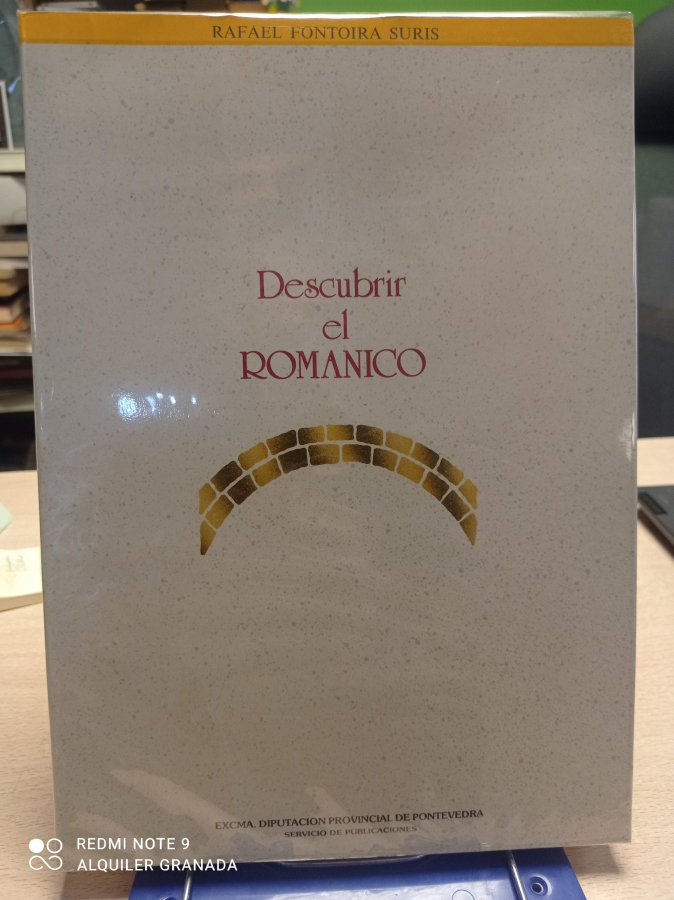 RAFAEL FONTOIRA SURIS
Descubrir
el
ROMANICO
EXCMA. DIPUTACION PROVINCIAL DE PONTEVEDRA
SERVICIO DE PUBLICACIONES
REDMI NOTE 9
ALQUILER GRANADA